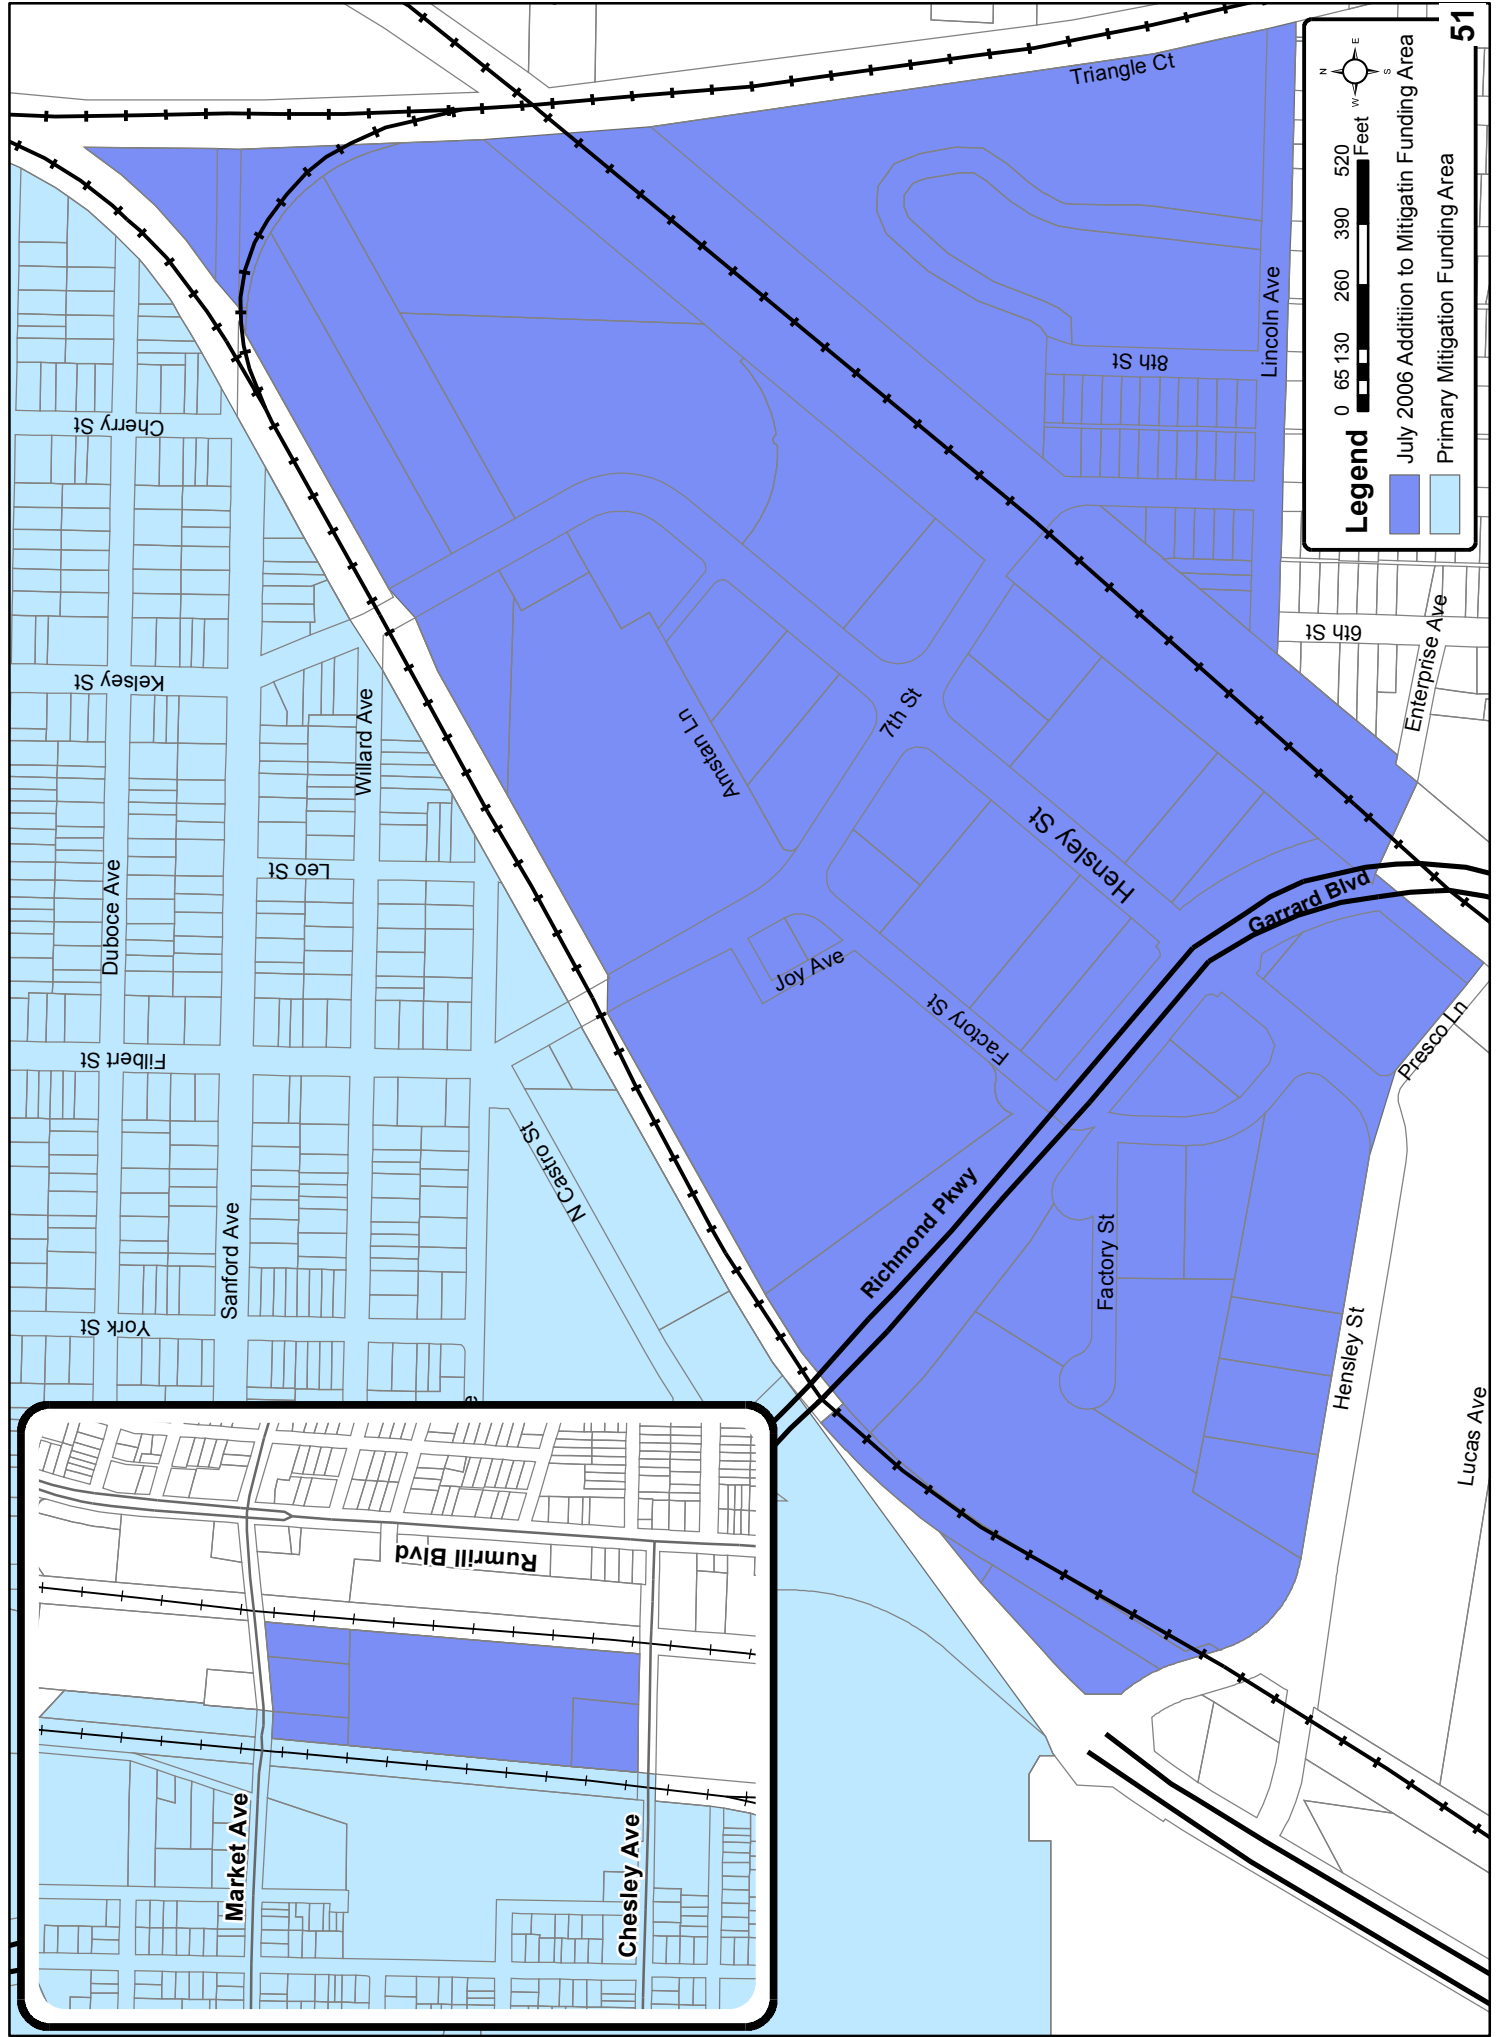 Market Ave
Chesley Ave
Rumrill Blvd
York St
Filbert St
Leo St
Kelsey St
Cherry St
Duboce Ave
Sanford Ave
Willard Ave
N Castro St
Amstan Ln
Joy Ave
7th St
Factory St
Hensley St
Richmond Pkwy
Garrard Blvd
Factory St
Hensley St
Presco Ln
Lucas Ave
Triangle Ct
8th St
Lincoln Ave
6th St
Enterprise Ave
Legend
0 65 130 260 390 520
Feet
N
W E
S
July 2006 Addition to Mitigatin Funding Area
Primary Mitigation Funding Area
51